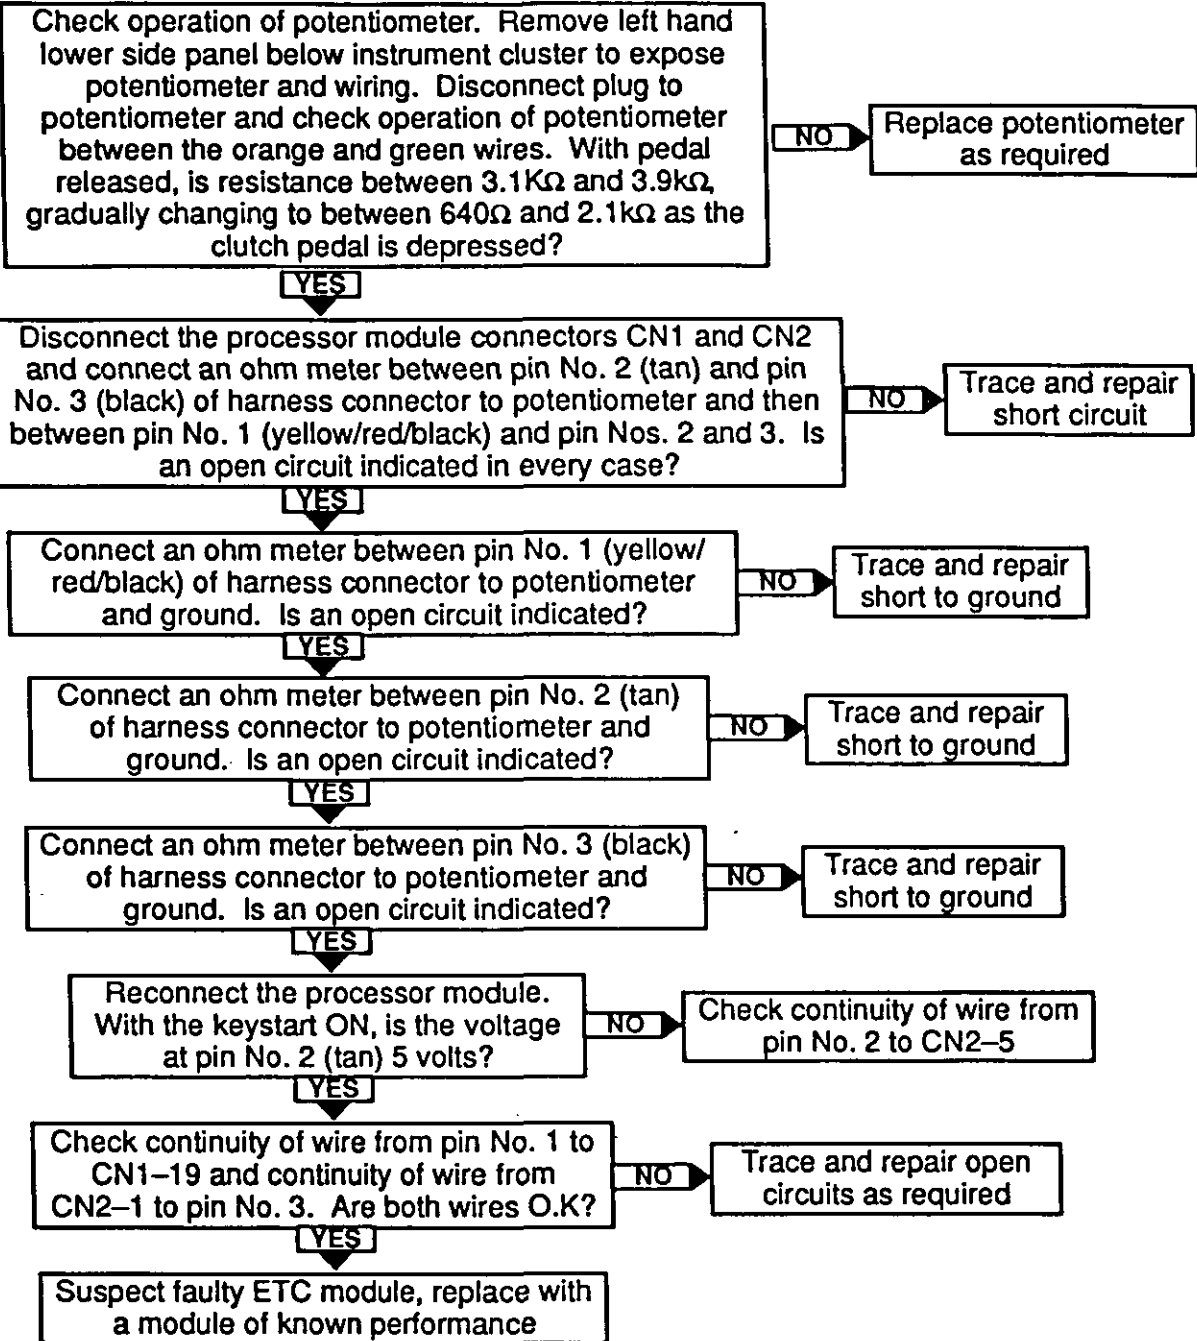 Check operation of potentiometer. Remove left hand
lower side panel below instrument cluster to expose
potentiometer and wiring. Disconnect plug to
potentiometer and check operation of potentiometer
between the orange and green wires. With pedal
released, is resistance between 3.1KΩ and 3.9kΩ,
gradually changing to between 640Ω and 2.1kΩ as the
clutch pedal is depressed?
NO
Replace potentiometer
as required
YES
Disconnect the processor module connectors CN1 and CN2
and connect an ohm meter between pin No. 2 (tan) and pin
No. 3 (black) of harness connector to potentiometer and then
between pin No. 1 (yellow/red/black) and pin Nos. 2 and 3. Is
an open circuit indicated in every case?
NO
Trace and repair
short circuit
YES
Connect an ohm meter between pin No. 1 (yellow/
red/black) of harness connector to potentiometer
and ground. Is an open circuit indicated?
NO
Trace and repair
short to ground
YES
Connect an ohm meter between pin No. 2 (tan)
of harness connector to potentiometer and
ground. Is an open circuit indicated?
NO
Trace and repair
short to ground
YES
Connect an ohm meter between pin No. 3 (black)
of harness connector to potentiometer and
ground. Is an open circuit indicated?
NO
Trace and repair
short to ground
YES
Reconnect the processor module.
With the keystart ON, is the voltage
at pin No. 2 (tan) 5 volts?
NO
Check continuity of wire from
pin No. 2 to CN2–5
YES
Check continuity of wire from pin No. 1 to
CN1–19 and continuity of wire from
CN2–1 to pin No. 3. Are both wires O.K?
NO
Trace and repair open
circuits as required
YES
Suspect faulty ETC module, replace with
a module of known performance